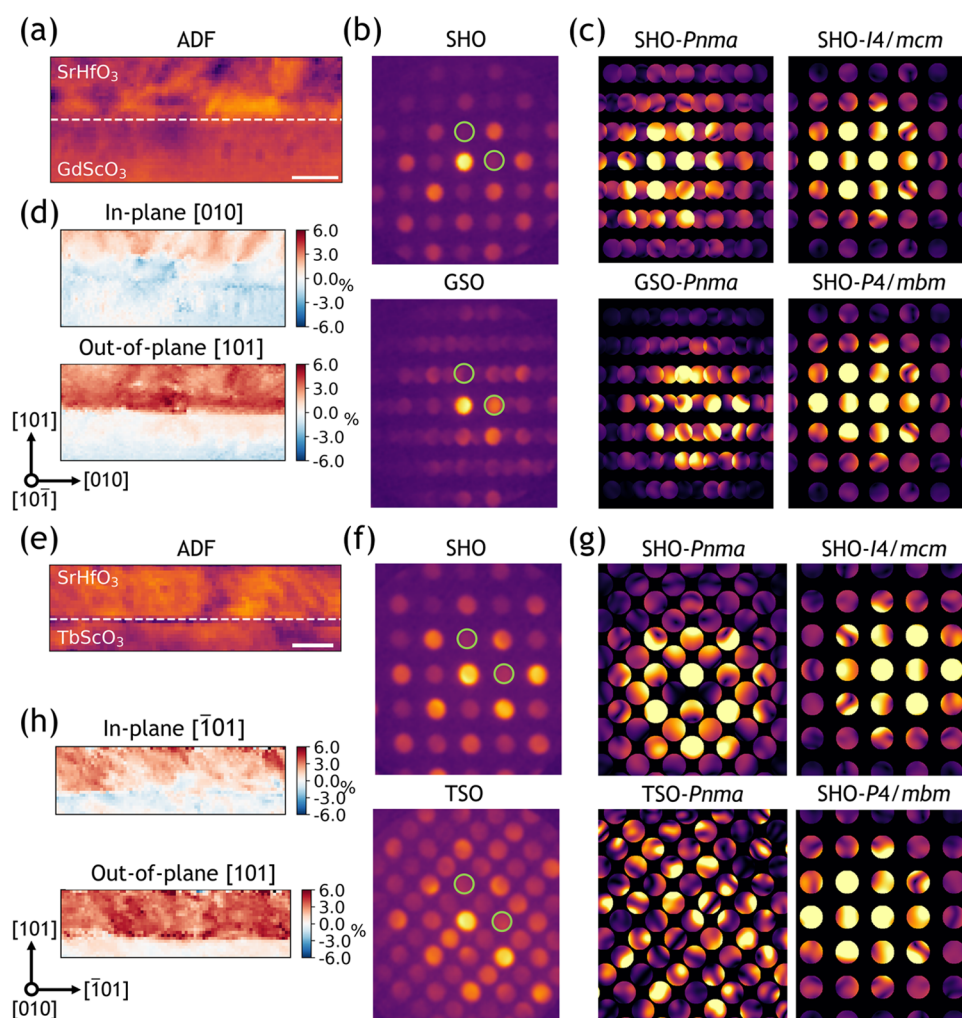 (a)
ADF
SrHfO₃
GdScO₃
(b)
SHO
GSO
(c)
SHO-Pnma
SHO-I4/mcm
GSO-Pnma
SHO-P4/mbm
(d)
In-plane [010]
6.0
3.0
0.0
-3.0
-6.0
%
Out-of-plane [101]
6.0
3.0
0.0
-3.0
-6.0
%
[101]
[010]
[101̅]
(e)
ADF
SrHfO₃
TbScO₃
(f)
SHO
TSO
(g)
SHO-Pnma
SHO-I4/mcm
TSO-Pnma
SHO-P4/mbm
(h)
In-plane [1̅01]
6.0
3.0
0.0
-3.0
-6.0
%
Out-of-plane [101]
6.0
3.0
0.0
-3.0
-6.0
%
[101]
[1̅01]
[010]